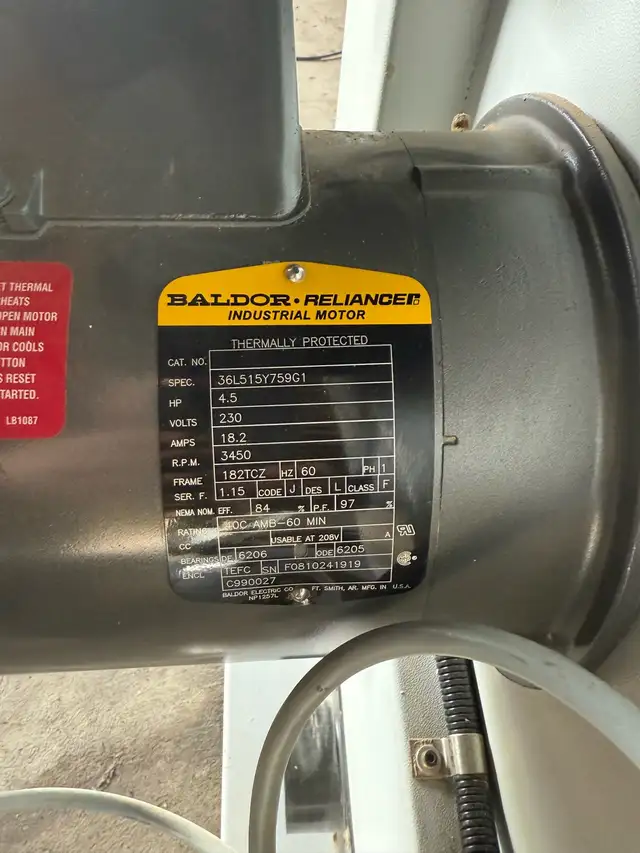 ET THERMAL
HEATS
OPEN MOTOR
N MAIN
OR COOLS
TTON
S RESET
TARTED.
LB1087
BALDOR • RELIANCE
INDUSTRIAL MOTOR
THERMALLY PROTECTED
CAT. NO.
SPEC. 36L515Y759G1
HP 4.5
VOLTS 230
AMPS 18.2
R.P.M. 3450
FRAME 182TCZ HZ 60 PH 1
SER. F. 1.15 CODE J DES L CLASS F
NEMA NOM. EFF. 84 % P.F. 97 %
RATING 40C AMB-60 MIN
CC USABLE AT 208V A
BEARINGS DE 6206 ODE 6205
ENCL TEFC SN F0810241919
C990027
BALDOR ELECTRIC CO. FT. SMITH, AR. MFG. IN U.S.A.
NP1257L